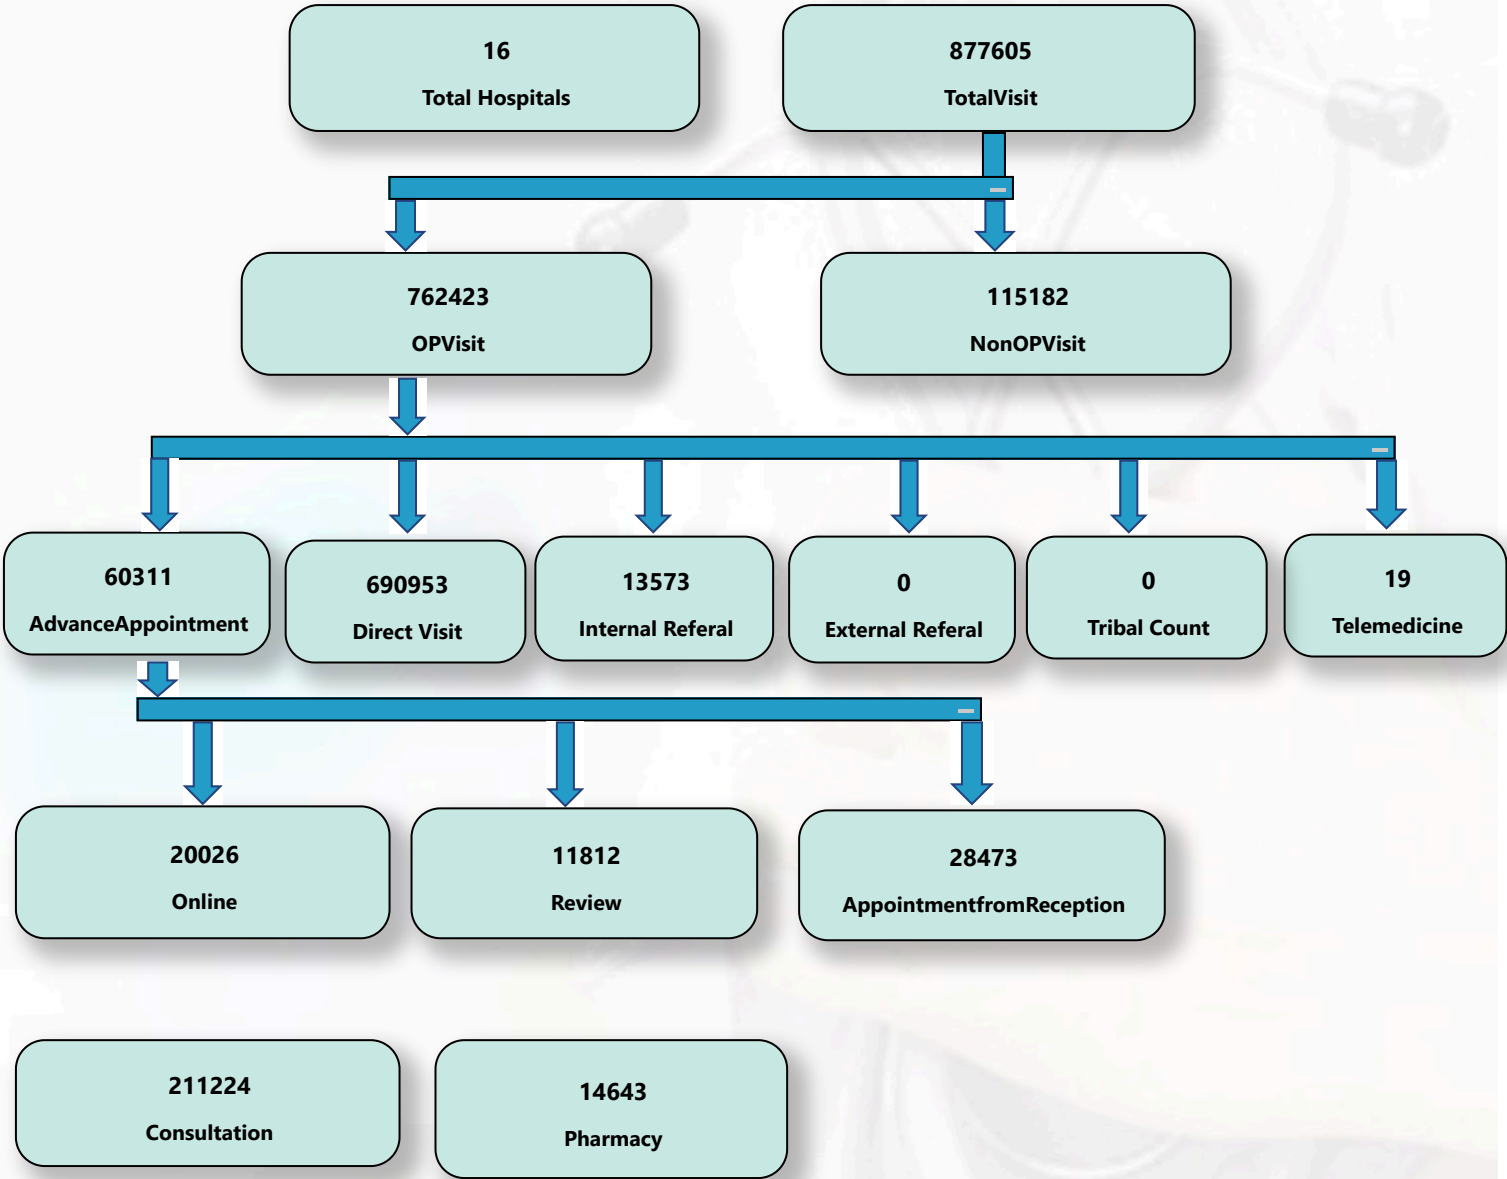 16
Total Hospitals
877605
TotalVisit
762423
OPVisit
115182
NonOPVisit
60311
AdvanceAppointment
690953
Direct Visit
13573
Internal Referal
0
External Referal
0
Tribal Count
19
Telemedicine
20026
Online
11812
Review
28473
AppointmentfromReception
211224
Consultation
14643
Pharmacy